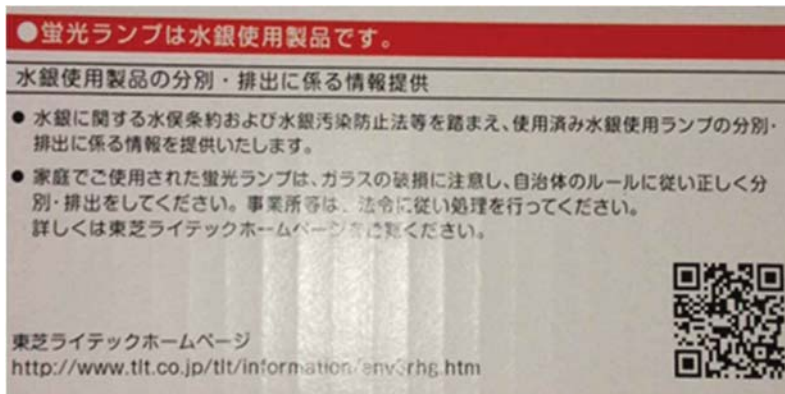 ●蛍光ランプは水銀使用製品です。
水銀使用製品の分別・排出に係る情報提供
● 水銀に関する水俣条約および水銀汚染防止法等を踏まえ、使用済み水銀使用ランプの分別・
排出に係る情報を提供いたします。
● 家庭でご使用された蛍光ランプは、ガラスの破損に注意し、自治体のルールに従い正しく分
別・排出をしてください。事業所等は、法令に従い処理を行ってください。
詳しくは東芝ライテックホームページをご覧ください。
東芝ライテックホームページ
http://www.tlt.co.jp/tlt/information/env3rhg.htm